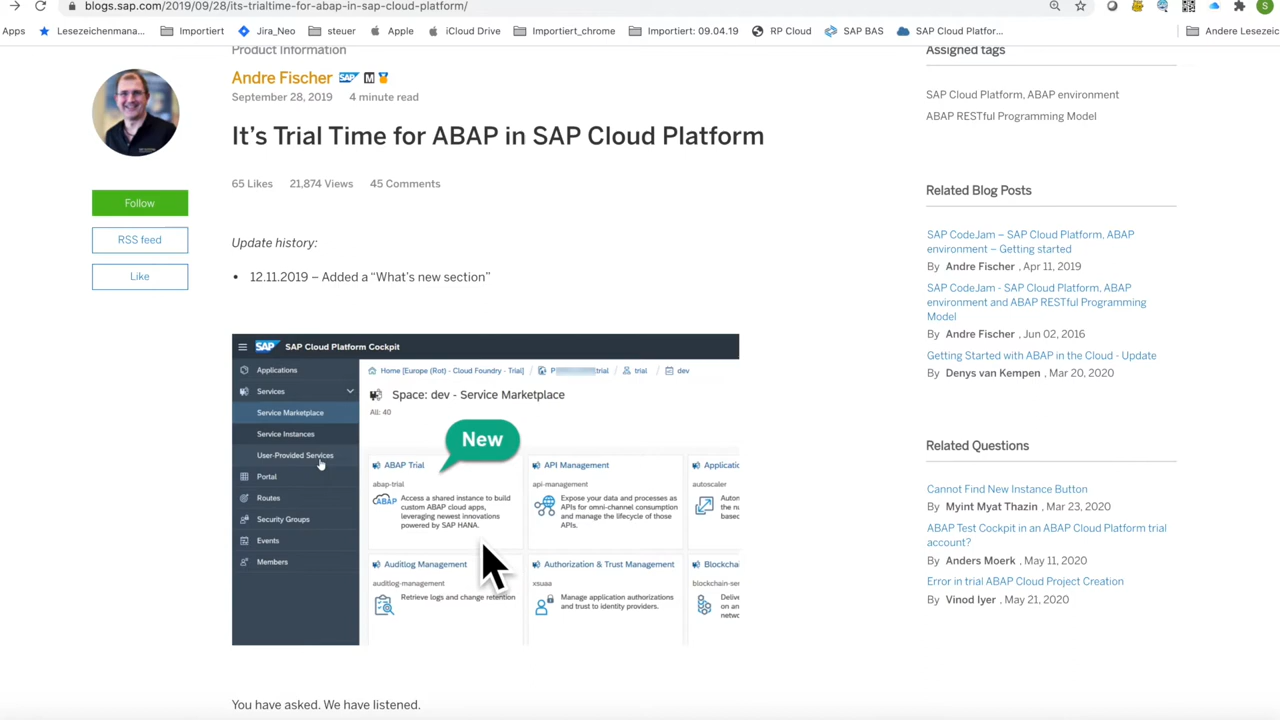 blogs.sap.com/2019/09/28/its-trialtime-for-abap-in-sap-cloud-platform/
S
Apps Lesezeichenmana... Importiert Jira_Neo steuer Apple iCloud Drive Importiert_chrome Importiert: 09.04.19 RP Cloud SAP BAS SAP Cloud Platfor... Andere Lesezeic
Product Information
Andre Fischer SAP M
September 28, 2019 4 minute read
It's Trial Time for ABAP in SAP Cloud Platform
65 Likes 21,874 Views 45 Comments
Follow
RSS feed
Like
Update history:
• 12.11.2019 – Added a “What's new section”
SAP SAP Cloud Platform Cockpit
Applications
Services
Service Marketplace
Service Instances
User-Provided Services
Portal
Routes
Security Groups
Events
Members
Home [Europe (Rot) - Cloud Foundry - Trial] / P trial / trial / dev
Space: dev - Service Marketplace
All: 40
New
ABAP Trial
abap-trial
ABAP
Access a shared instance to build
custom ABAP cloud apps,
leveraging newest innovations
powered by SAP HANA.
API Management
api-management
Expose your data and processes as
APIs for omni-channel consumption
and manage the lifecycle of those
APIs.
Applicatic
autoscaler
Auton
the nu
based
Auditlog Management
auditlog-management
Retrieve logs and change retention
Authorization & Trust Management
xsuaa
Manage application authorizations
and trust to identity providers.
Blockchai
blockchain-ser
Delive
on an
netwo
You have asked. We have listened.
Assigned tags
SAP Cloud Platform, ABAP environment
ABAP RESTful Programming Model
Related Blog Posts
SAP CodeJam – SAP Cloud Platform, ABAP
environment – Getting started
By Andre Fischer , Apr 11, 2019
SAP CodeJam - SAP Cloud Platform, ABAP
environment and ABAP RESTful Programming
Model
By Andre Fischer , Jun 02, 2016
Getting Started with ABAP in the Cloud - Update
By Denys van Kempen , Mar 20, 2020
Related Questions
Cannot Find New Instance Button
By Myint Myat Thazin , Mar 23, 2020
ABAP Test Cockpit in an ABAP Cloud Platform trial
account?
By Anders Moerk , May 11, 2020
Error in trial ABAP Cloud Project Creation
By Vinod Iyer , May 21, 2020